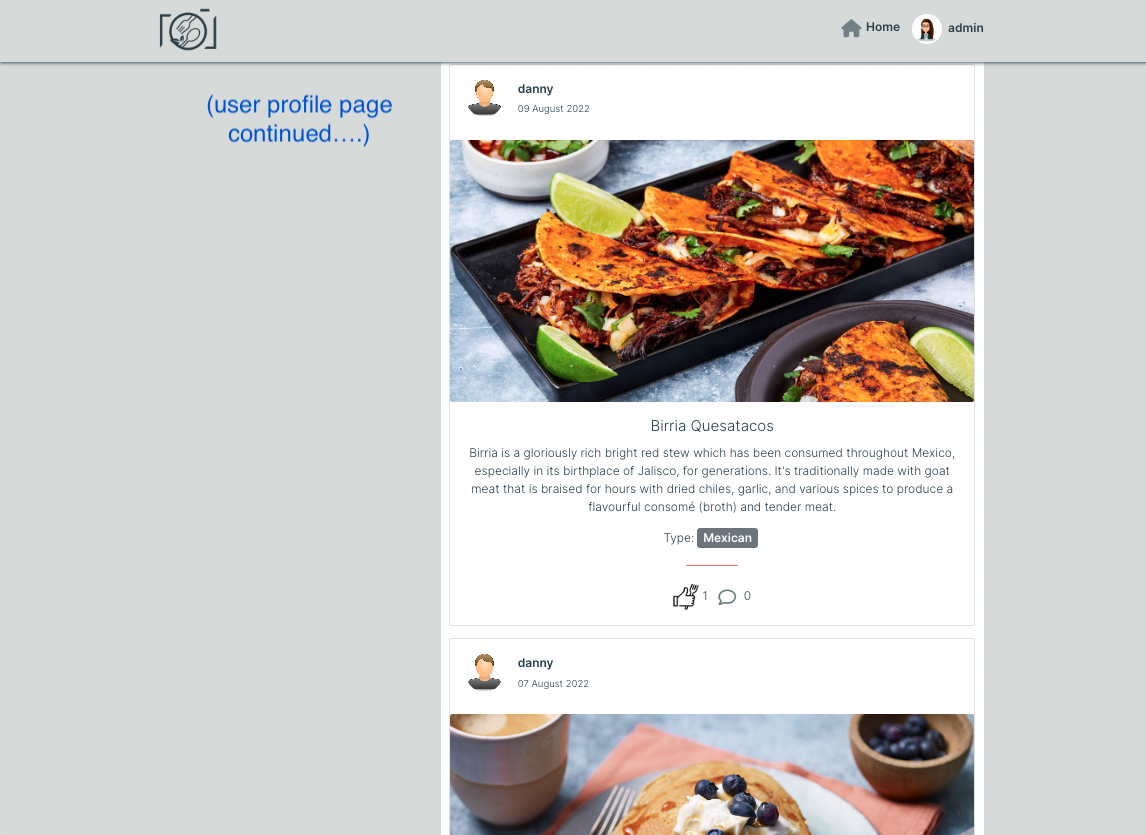 Home admin
(user profile page
continued....)
danny
09 August 2022
Birria Quesatacos
Birria is a gloriously rich bright red stew which has been consumed throughout Mexico,
especially in its birthplace of Jalisco, for generations. It's traditionally made with goat
meat that is braised for hours with dried chiles, garlic, and various spices to produce a
flavourful consomé (broth) and tender meat.
Type: Mexican
1 0
danny
07 August 2022